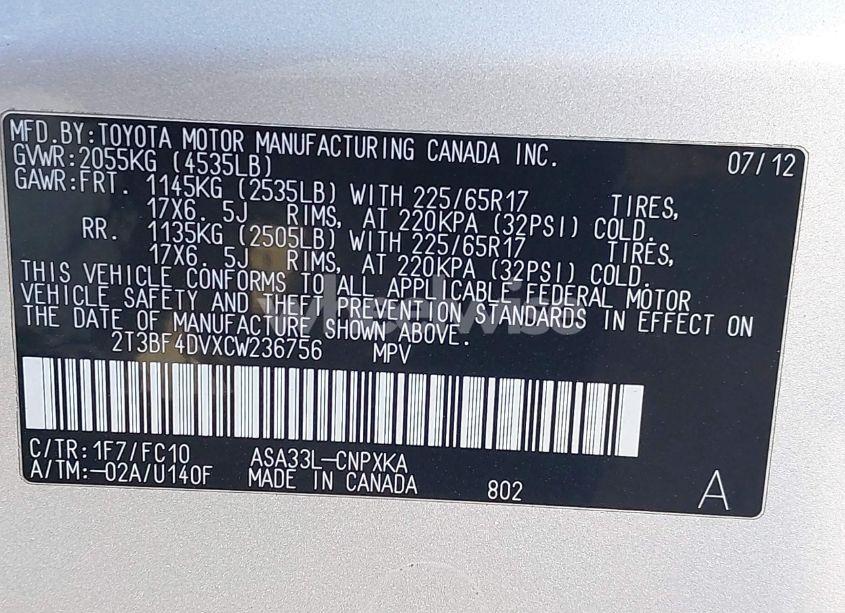 MFD.BY:TOYOTA MOTOR MANUFACTURING CANADA INC. 07/12
GVWR:2055KG (4535LB)
GAWR:FRT. 1145KG (2535LB) WITH 225/65R17 TIRES,
17X6. 5J RIMS, AT 220KPA (32PSI) COLD
RR. 1135KG (2505LB) WITH 225/65R17 TIRES,
17X6. 5J RIMS, AT 220KPA (32PSI) COLD.
THIS VEHICLE CONFORMS TO ALL APPLICABLE FEDERAL MOTOR
VEHICLE SAFETY AND THEFT PREVENTION STANDARDS IN EFFECT ON
THE DATE OF MANUFACTURE SHOWN ABOVE.
2T3BF4DVXCW236756 MPV
C/TR:1F7/FC10 ASA33L-CNPXKA
A/TM:-02A/U140F MADE IN CANADA 802 A